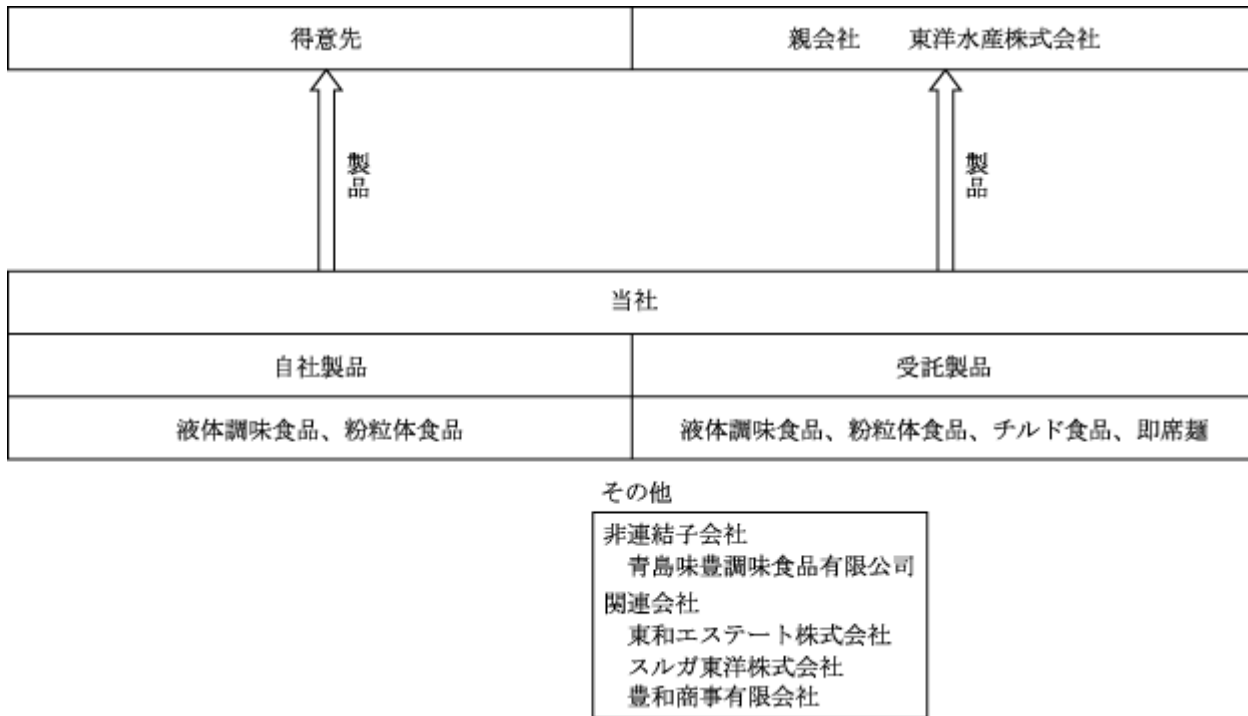 得意先
親会社　　東洋水産株式会社
製品
製品
当社
自社製品
受託製品
液体調味食品、粉粒体食品
液体調味食品、粉粒体食品、チルド食品、即席麺
その他
非連結子会社
青島味豊調味食品有限公司
関連会社
東和エステート株式会社
スルガ東洋株式会社
豊和商事有限会社